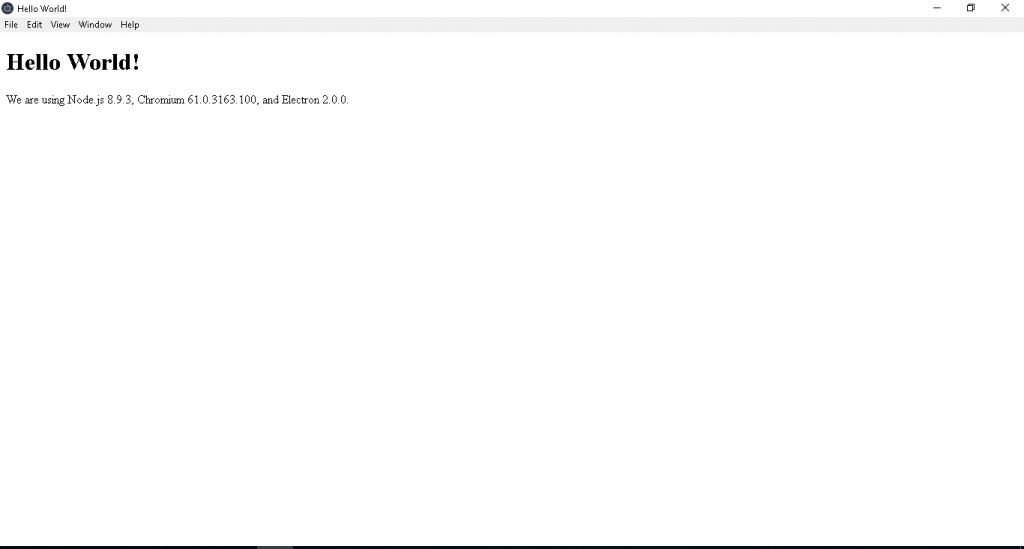 Hello World!
File Edit View Window Help
Hello World!
We are using Node.js 8.9.3, Chromium 61.0.3163.100, and Electron 2.0.0.